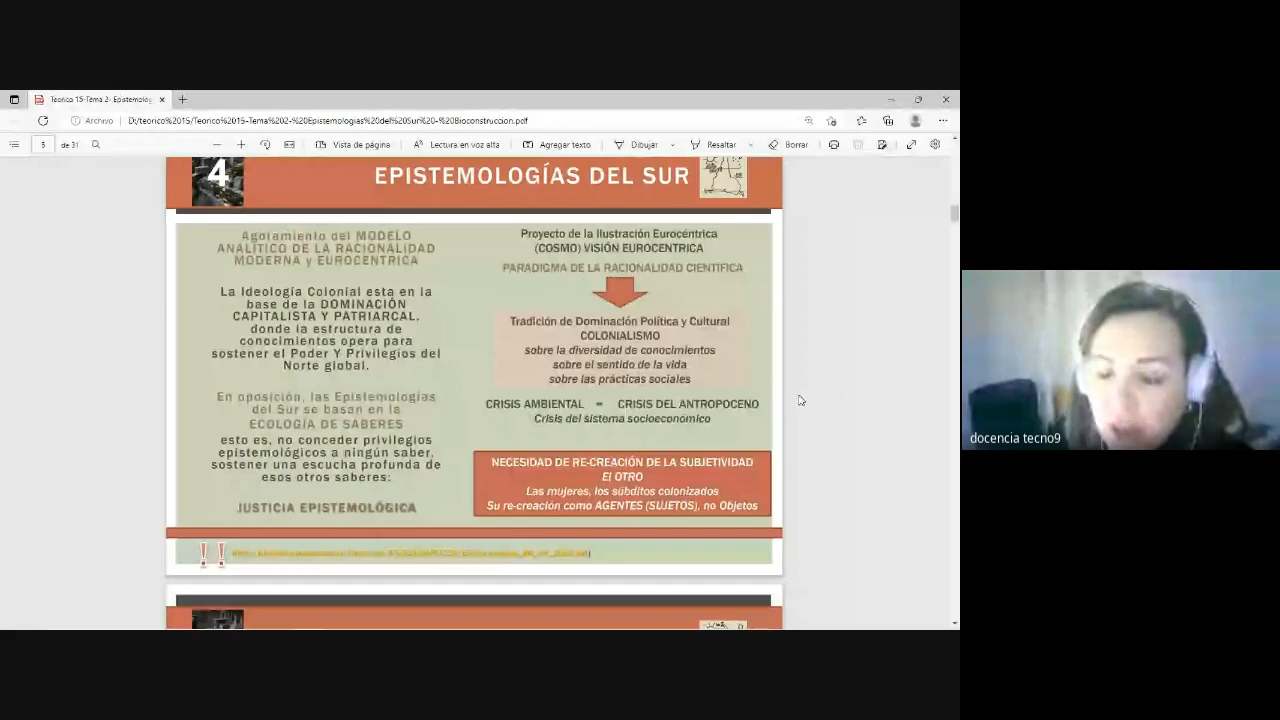 Teorico 15-Tema 2- Epistemolog
Archivo
D:/teorico%2015/Teorico%2015-Tema%202-%20Epistemologias%20del%20Sur%20-%20Bioconstruccion.pdf
5 de 31
Vista de página
Lectura en voz alta
Agregar texto
Dibujar
Resaltar
Borrar
4
EPISTEMOLOGÍAS DEL SUR
Agotamiento del MODELO
ANALÍTICO DE LA RACIONALIDAD
MODERNA y EUROCENTRICA
La Ideología Colonial esta en la
base de la DOMINACIÓN
CAPITALISTA Y PATRIARCAL,
donde la estructura de
conocimientos opera para
sostener el Poder Y Privilegios del
Norte global.
En oposición, las Epistemologías
del Sur se basan en la
ECOLOGÍA DE SABERES
esto es, no conceder privilegios
epistemológicos a ningún saber,
sostener una escucha profunda de
esos otros saberes:
JUSTICIA EPISTEMOLÓGICA
Proyecto de la Ilustración Eurocéntrica
(COSMO) VISIÓN EUROCENTRICA
PARADIGMA DE LA RACIONALIDAD CIENTIFICA
Tradición de Dominación Política y Cultural
COLONIALISMO
sobre la diversidad de conocimientos
sobre el sentido de la vida
sobre las prácticas sociales
CRISIS AMBIENTAL = CRISIS DEL ANTROPOCENO
Crisis del sistema socioeconómico
NECESIDAD DE RE-CREACIÓN DE LA SUBJETIVIDAD
El OTRO
Las mujeres, los súbditos colonizados
Su re-creación como AGENTES (SUJETOS), no Objetos
! !
docencia tecno9